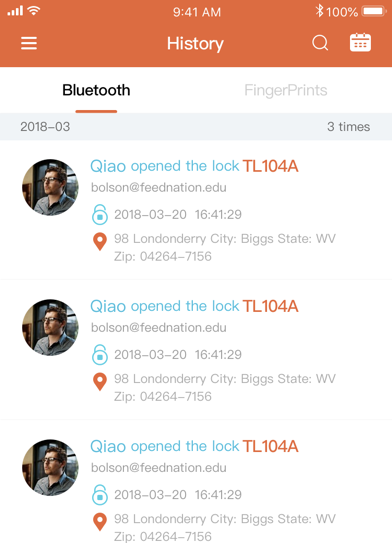 9:41 AM 100%
History
Bluetooth FingerPrints
2018-03 3 times
Qiao opened the lock TL104A
bolson@feednation.edu
2018-03-20 16:41:29
98 Londonderry City: Biggs State: WV
Zip: 04264-7156
Qiao opened the lock TL104A
bolson@feednation.edu
2018-03-20 16:41:29
98 Londonderry City: Biggs State: WV
Zip: 04264-7156
Qiao opened the lock TL104A
bolson@feednation.edu
2018-03-20 16:41:29
98 Londonderry City: Biggs State: WV
Zip: 04264-7156